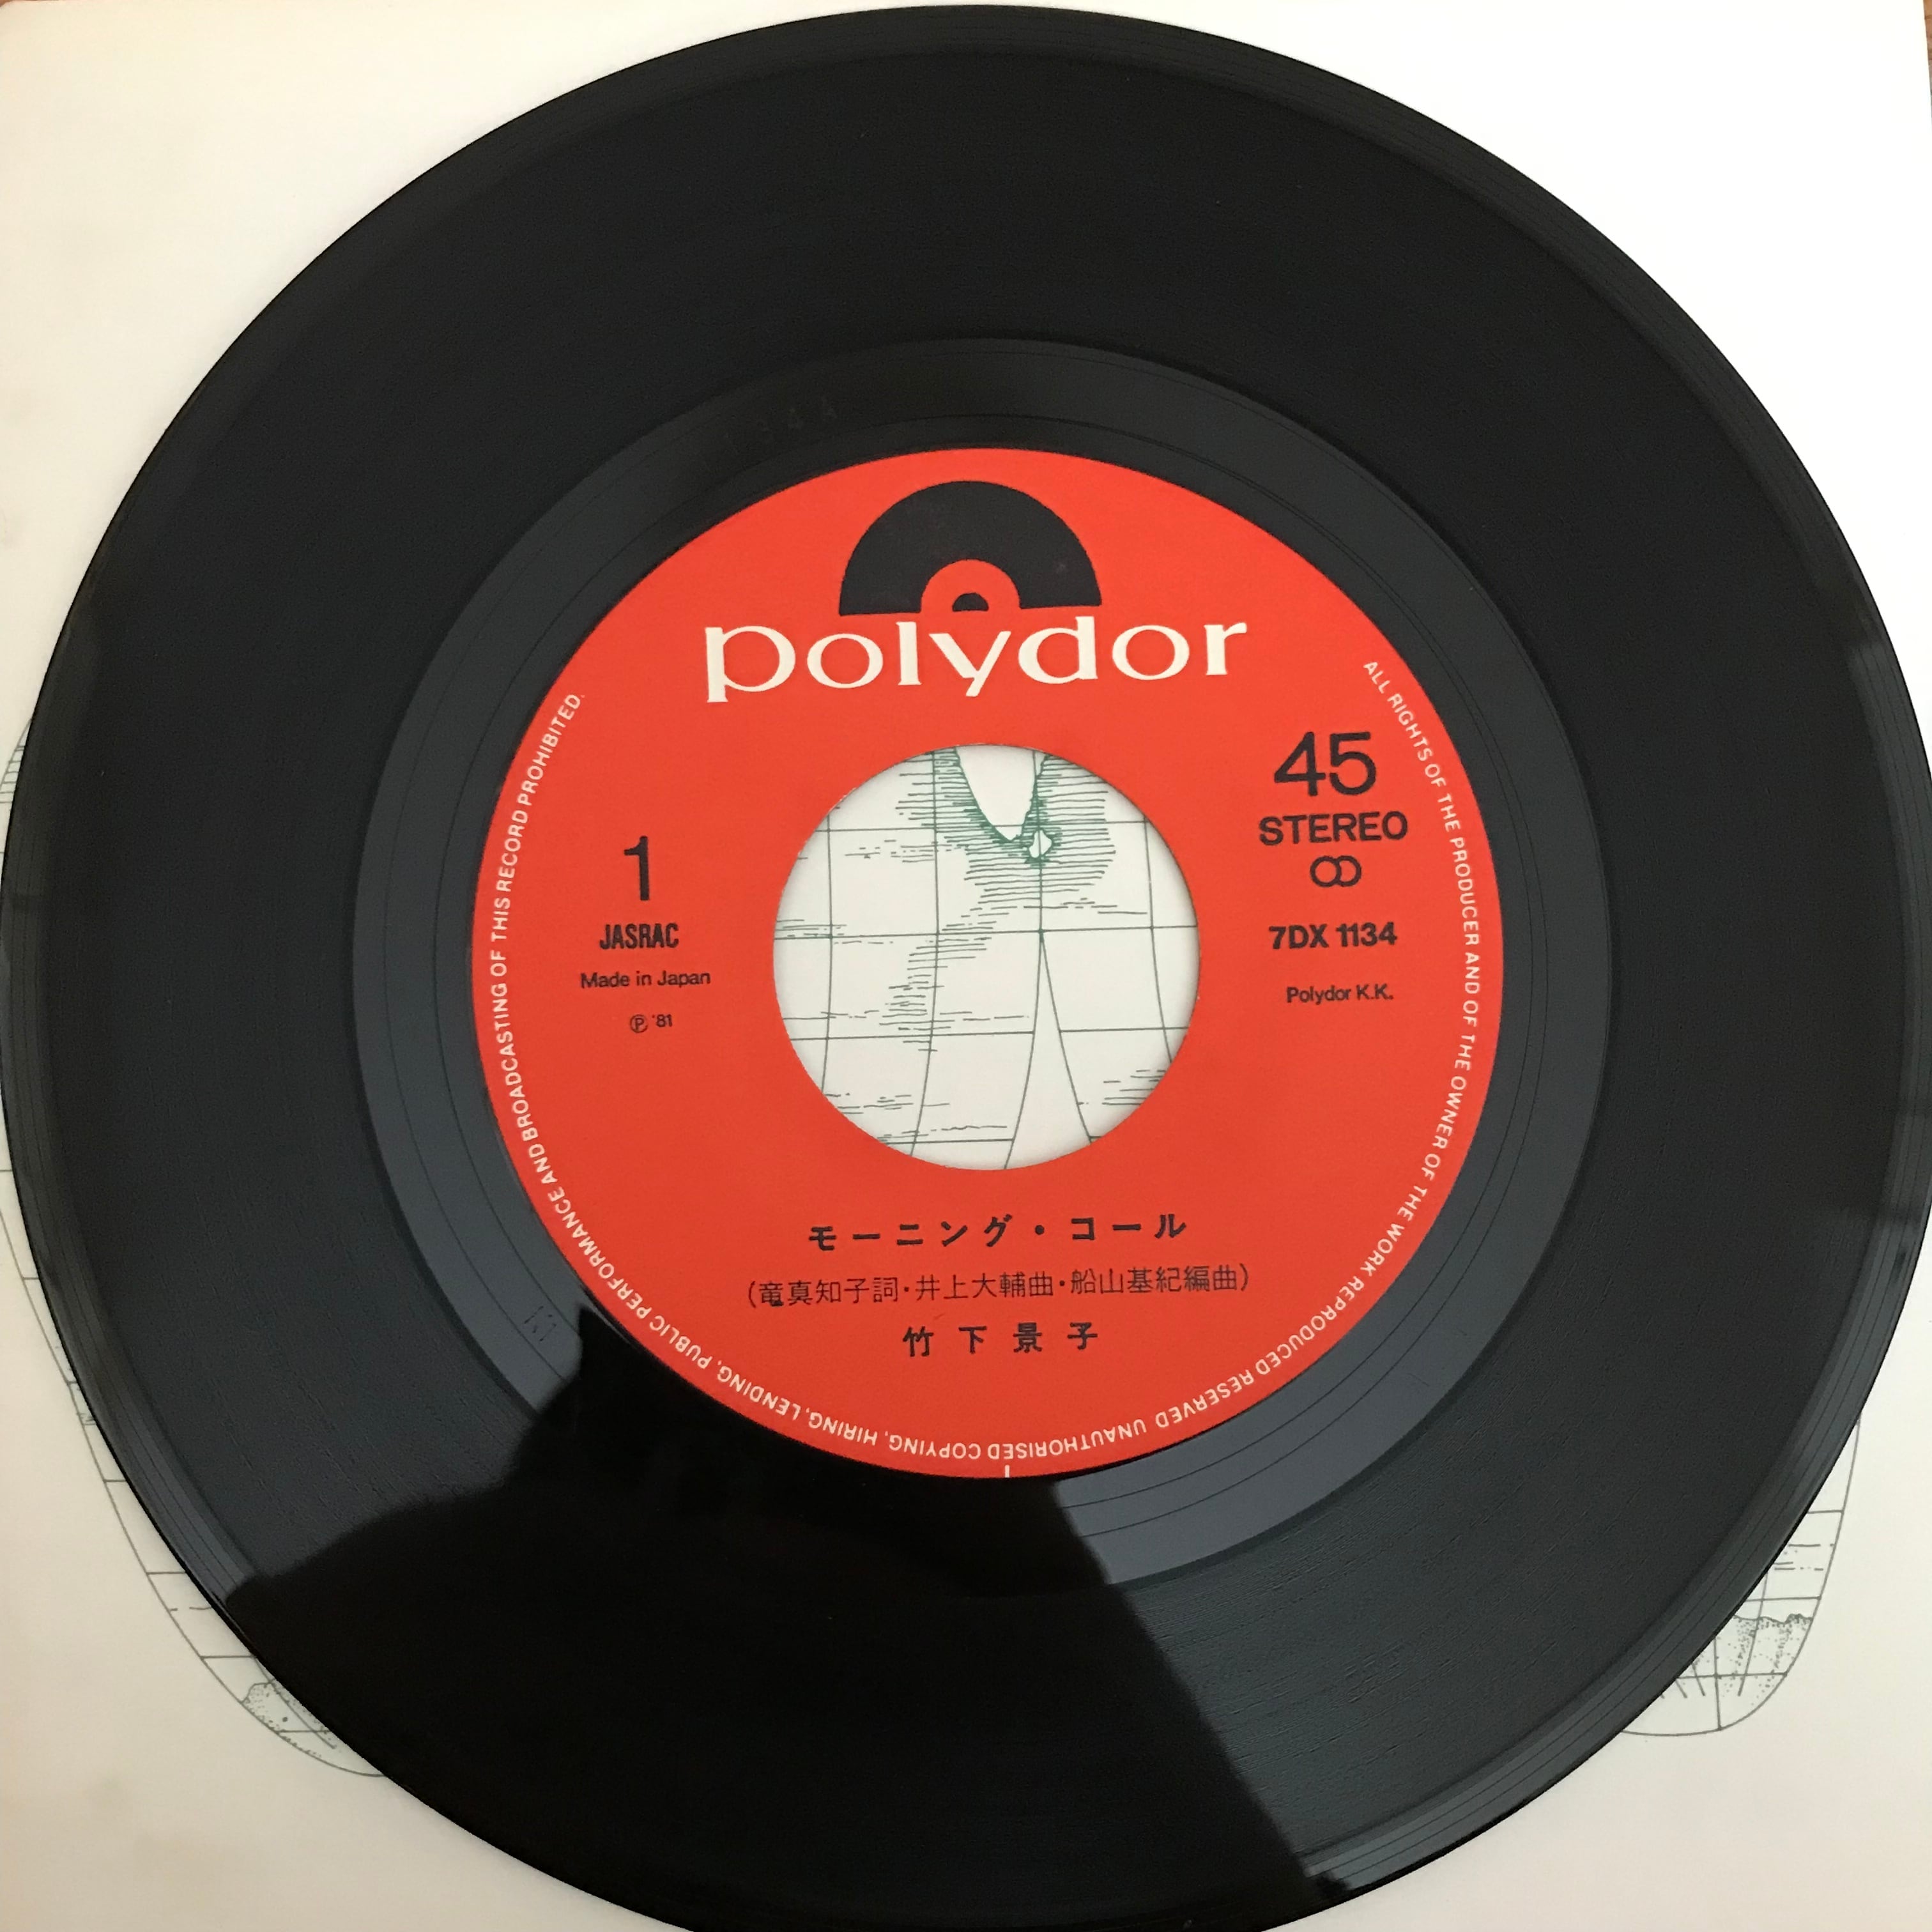 polydor
45
STEREO
7DX 1134
Polydor K.K.
1
JASRAC
Made in Japan
Ⓟ '81
モーニング・コール
(竜真知子詞・井上大輔曲・船山基紀編曲)
竹下景子
ALL RIGHTS OF THE PRODUCER AND OF THE OWNER OF THE WORK REPRODUCED RESERVED UNAUTHORISED COPYING, HIRING, LENDING, PUBLIC PERFORMANCE AND BROADCASTING OF THIS RECORD PROHIBITED.